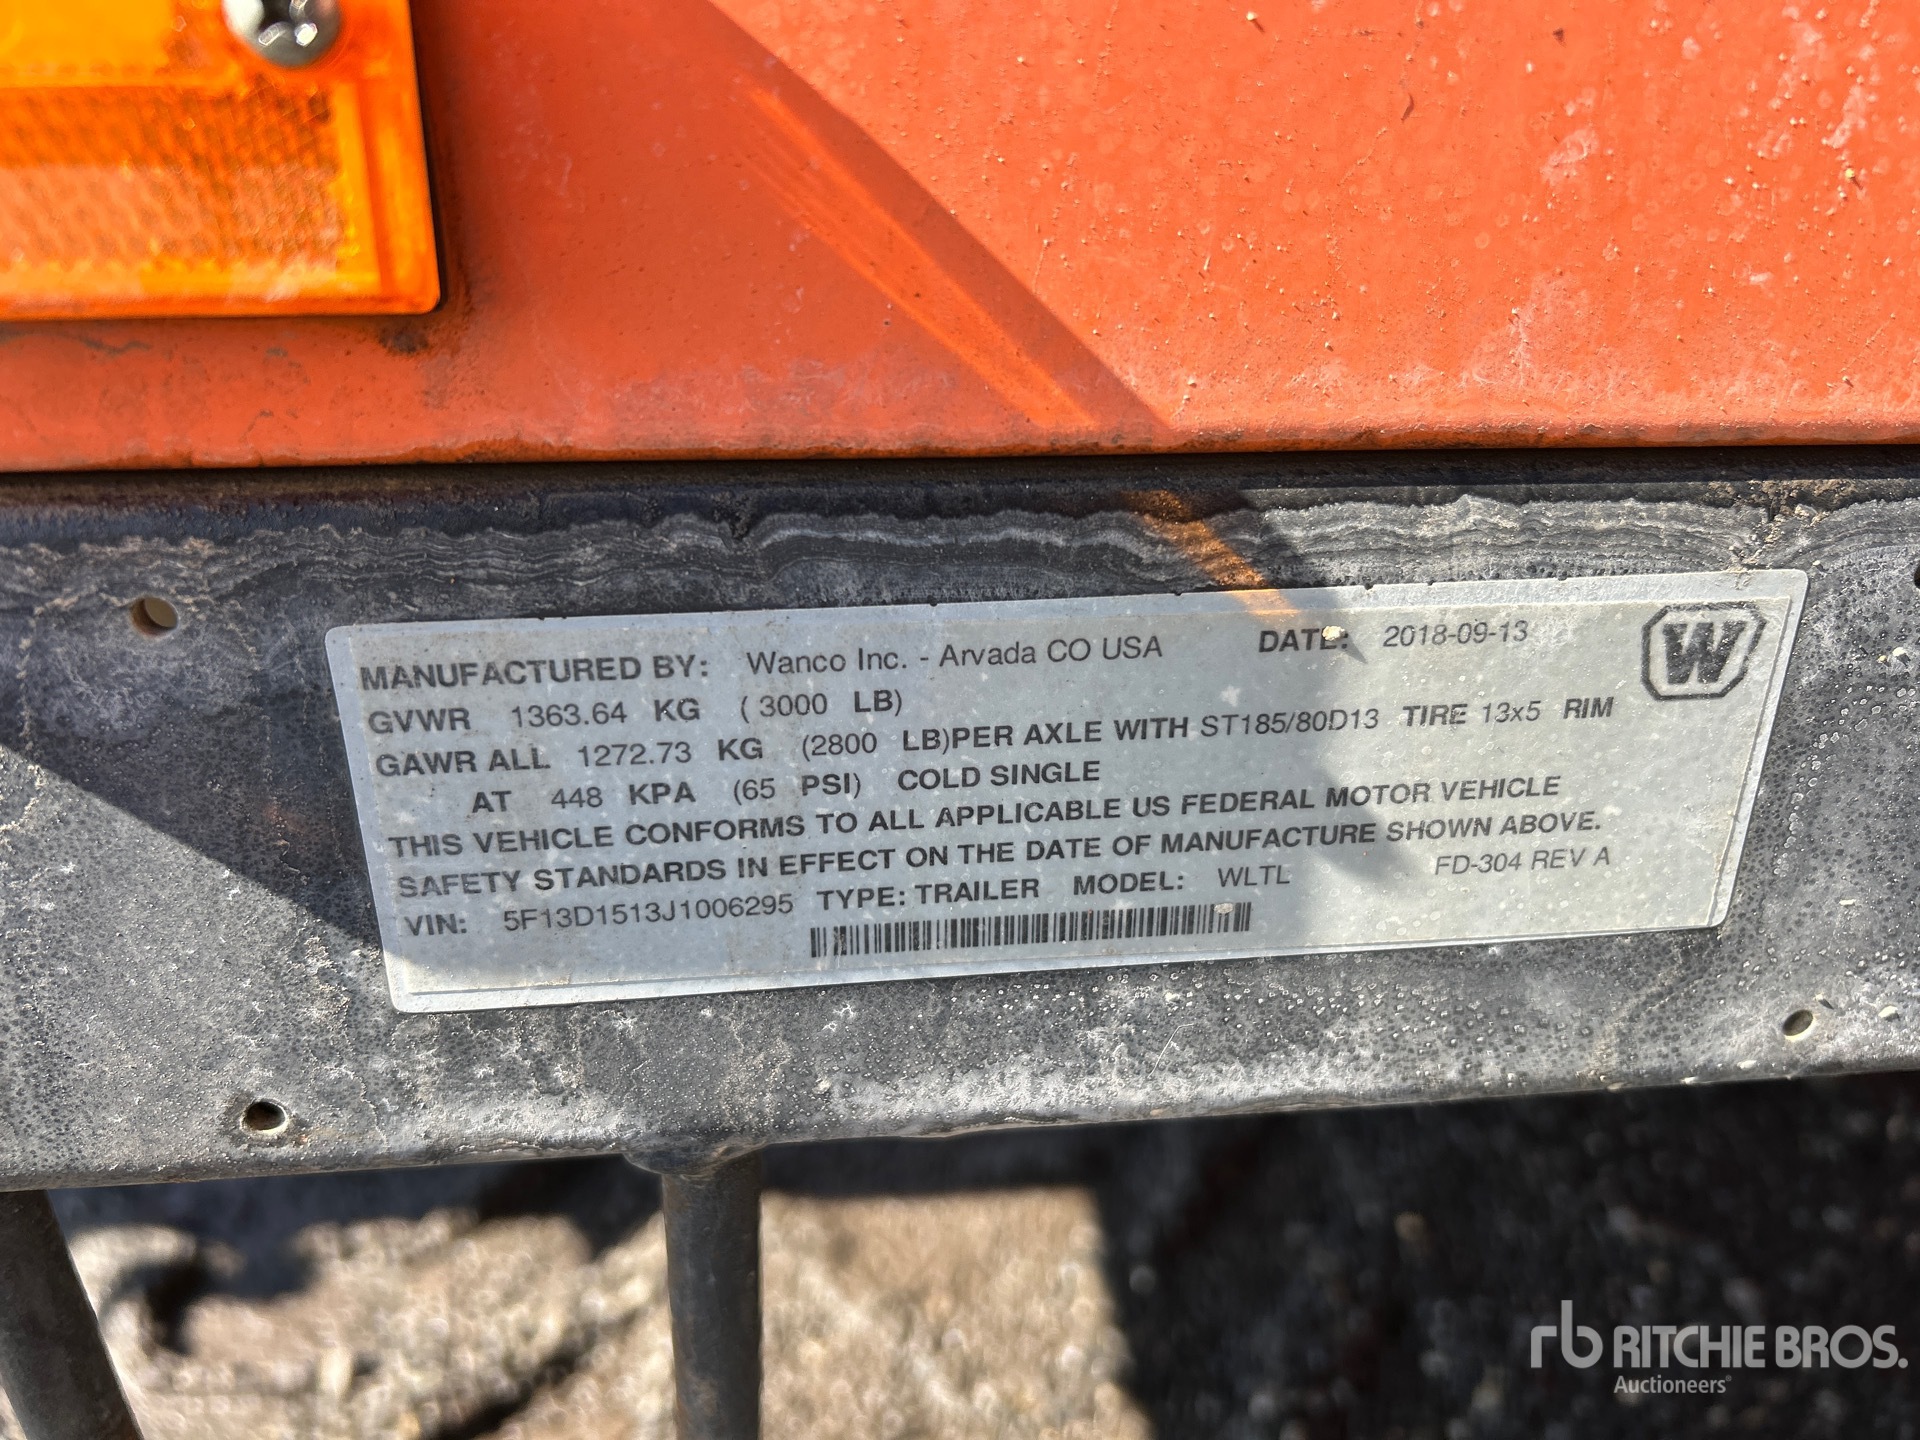 MANUFACTURED BY: Wanco Inc. - Arvada CO USA DATE: 2018-09-13
W
GVWR 1363.64 KG ( 3000 LB)
GAWR ALL 1272.73 KG (2800 LB)PER AXLE WITH ST185/80D13 TIRE 13x5 RIM
AT 448 KPA (65 PSI) COLD SINGLE
THIS VEHICLE CONFORMS TO ALL APPLICABLE US FEDERAL MOTOR VEHICLE
SAFETY STANDARDS IN EFFECT ON THE DATE OF MANUFACTURE SHOWN ABOVE.
VIN: 5F13D1513J1006295 TYPE: TRAILER MODEL: WLTL FD-304 REV A
rb RITCHIE BROS.
Auctioneers®